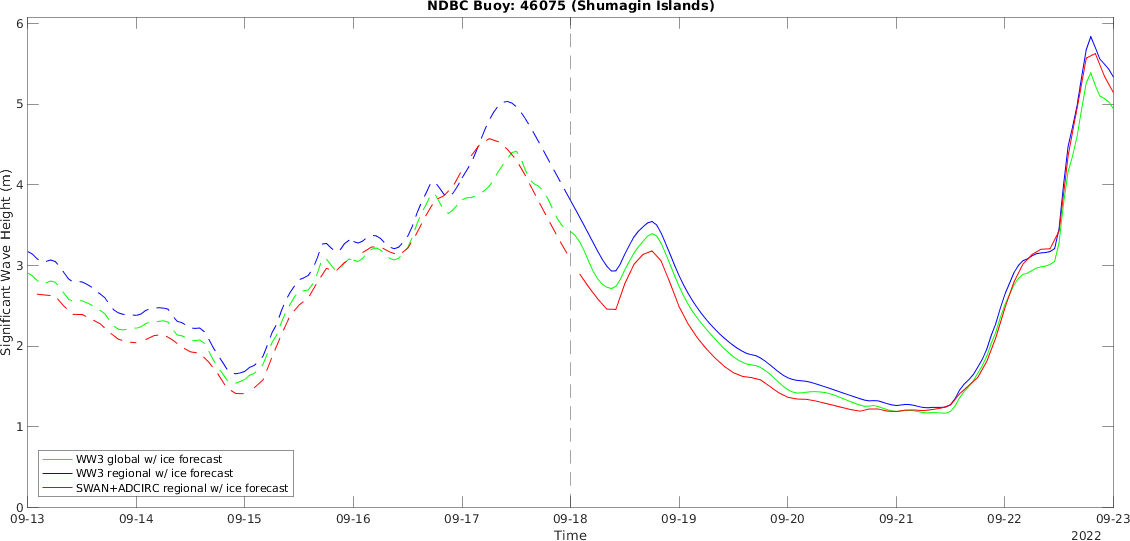 NDBC Buoy: 46075 (Shumagin Islands)
6
5
4
3
2
1
0
Significant Wave Height (m)
WW3 global w/ ice forecast
WW3 regional w/ ice forecast
SWAN+ADCIRC regional w/ ice forecast
09-13 09-14 09-15 09-16 09-17 09-18 09-19 09-20 09-21 09-22 09-23
Time
2022